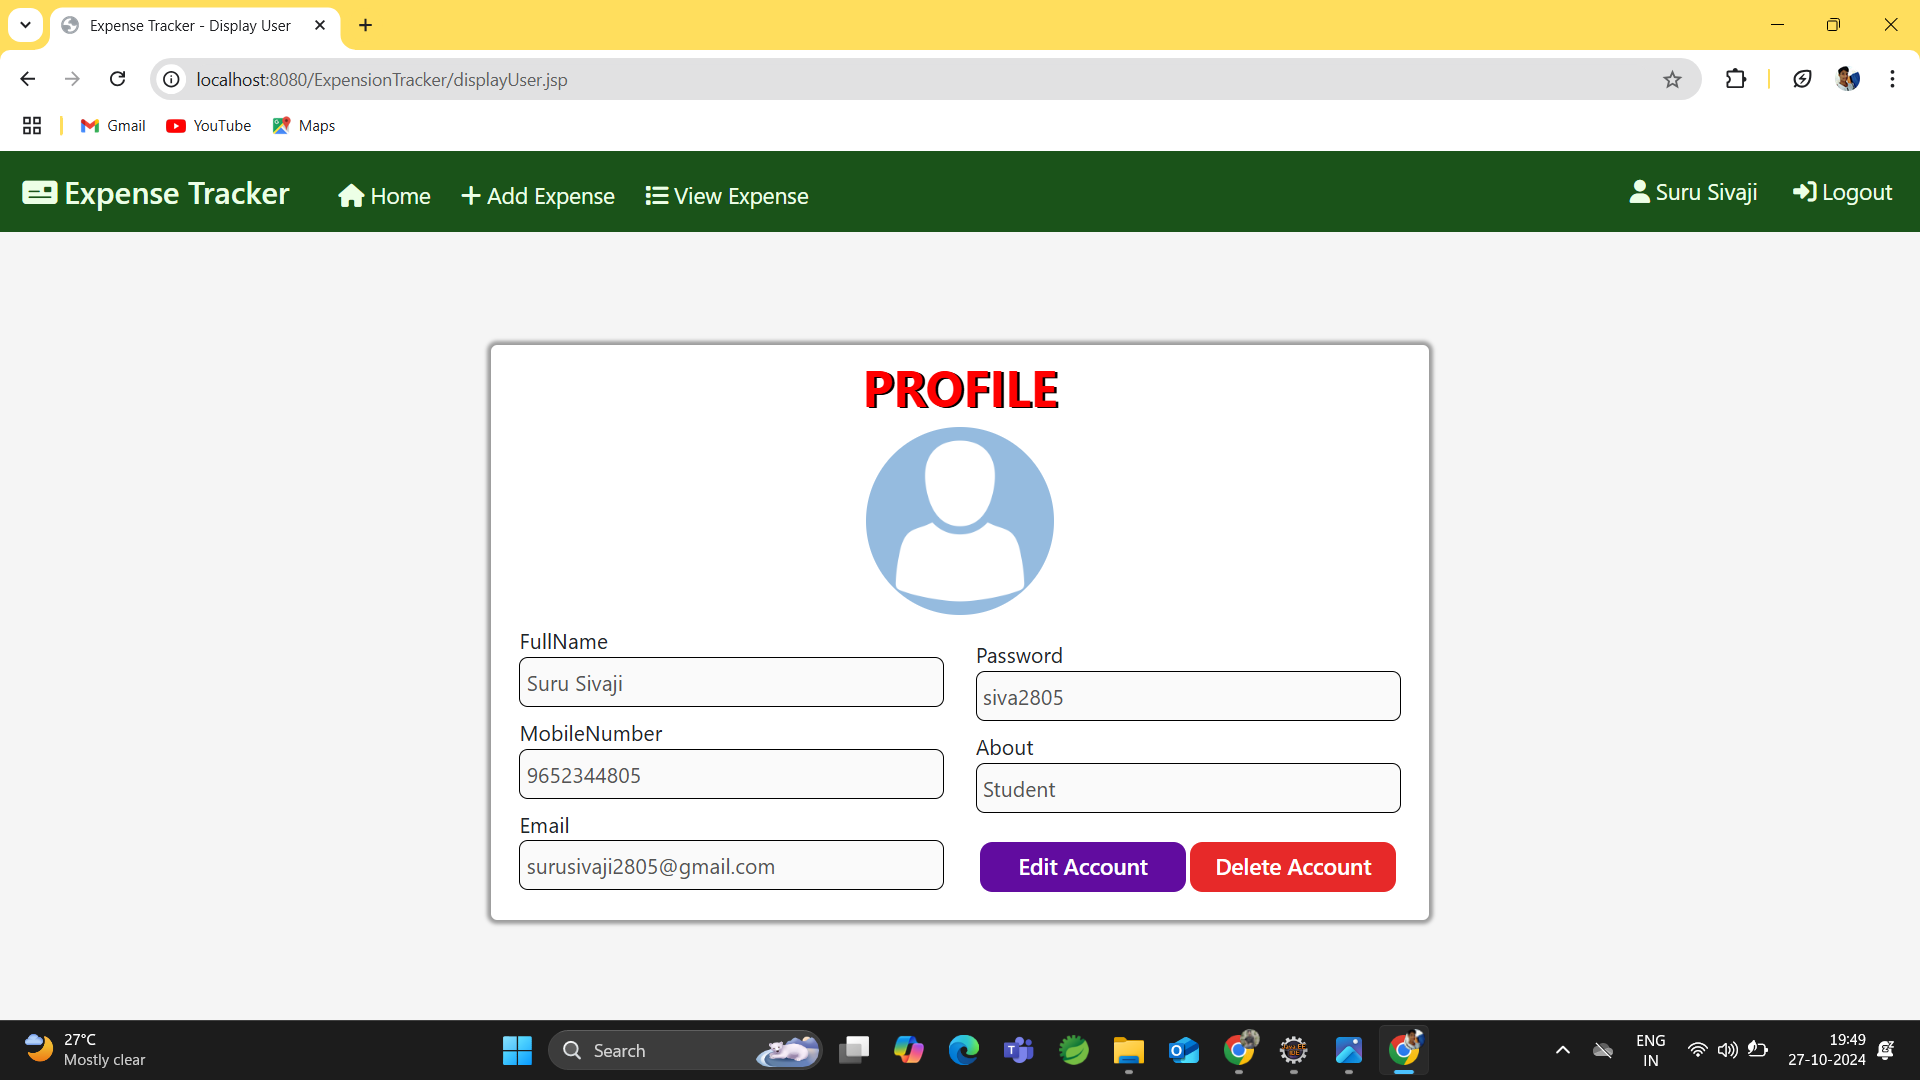 Expense Tracker - Display User
localhost:8080/ExpensionTracker/displayUser.jsp
Gmail YouTube Maps
Expense Tracker Home Add Expense View Expense Suru Sivaji Logout
PROFILE
FullName
Suru Sivaji
MobileNumber
9652344805
Email
surusivaji2805@gmail.com
Password
siva2805
About
Student
Edit Account Delete Account
27°C
Mostly clear
Search
ENG
IN
19:49
27-10-2024